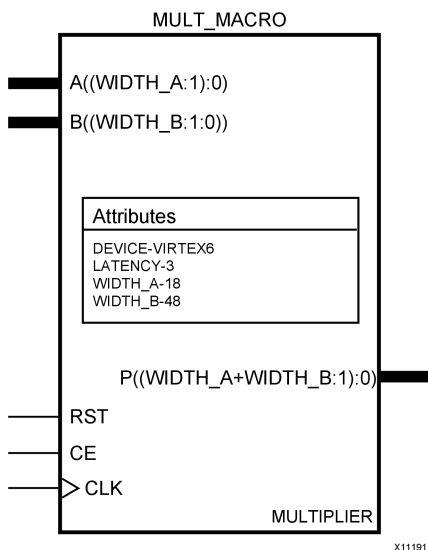 MULT_MACRO
A((WIDTH_A:1):0)
B((WIDTH_B:1:0))
Attributes
DEVICE-VIRTEX6
LATENCY-3
WIDTH_A-18
WIDTH_B-48
P((WIDTH_A+WIDTH_B:1):0)
RST
CE
CLK
MULTIPLIER
X11191